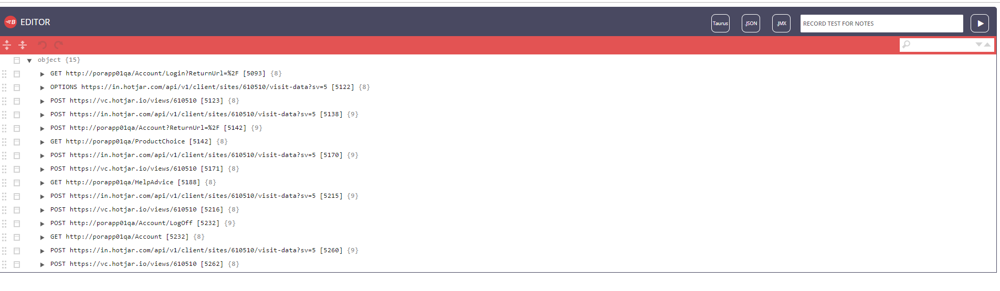 B EDITOR Taurus .JSON .JMX RECORD TEST FOR NOTES
object {15}
GET http://porapp01qa/Account/Login?ReturnUrl=%2F [5093] {8}
OPTIONS https://in.hotjar.com/api/v1/client/sites/610510/visit-data?sv=5 [5122] {8}
POST https://vc.hotjar.io/views/610510 [5123] {8}
POST https://in.hotjar.com/api/v1/client/sites/610510/visit-data?sv=5 [5138] {9}
POST http://porapp01qa/Account?ReturnUrl=%2F [5142] {9}
GET http://porapp01qa/ProductChoice [5142] {8}
POST https://in.hotjar.com/api/v1/client/sites/610510/visit-data?sv=5 [5170] {9}
POST https://vc.hotjar.io/views/610510 [5171] {8}
GET http://porapp01qa/HelpAdvice [5188] {8}
POST https://in.hotjar.com/api/v1/client/sites/610510/visit-data?sv=5 [5215] {9}
POST https://vc.hotjar.io/views/610510 [5216] {8}
POST http://porapp01qa/Account/LogOff [5232] {9}
GET http://porapp01qa/Account [5232] {8}
POST https://in.hotjar.com/api/v1/client/sites/610510/visit-data?sv=5 [5260] {9}
POST https://vc.hotjar.io/views/610510 [5262] {8}